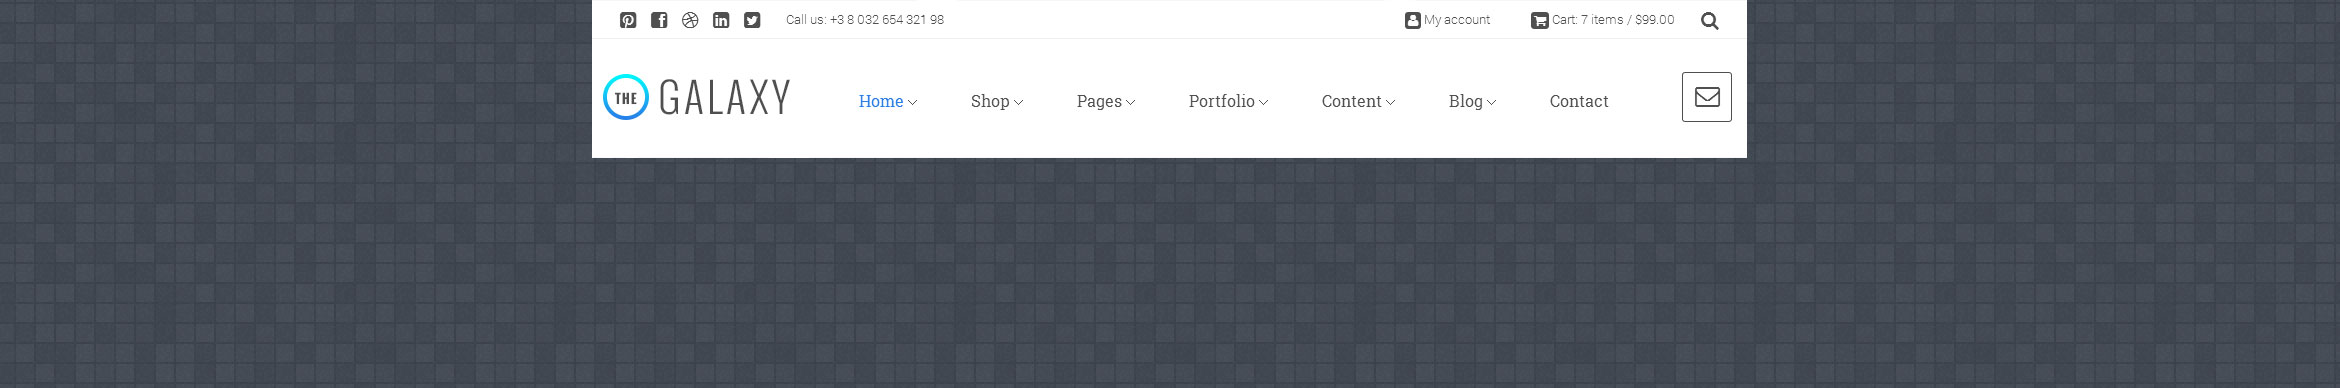 Call us: +3 8 032 654 321 98 My account Cart: 7 items / $99.00
THE GALAXY Home Shop Pages Portfolio Content Blog Contact